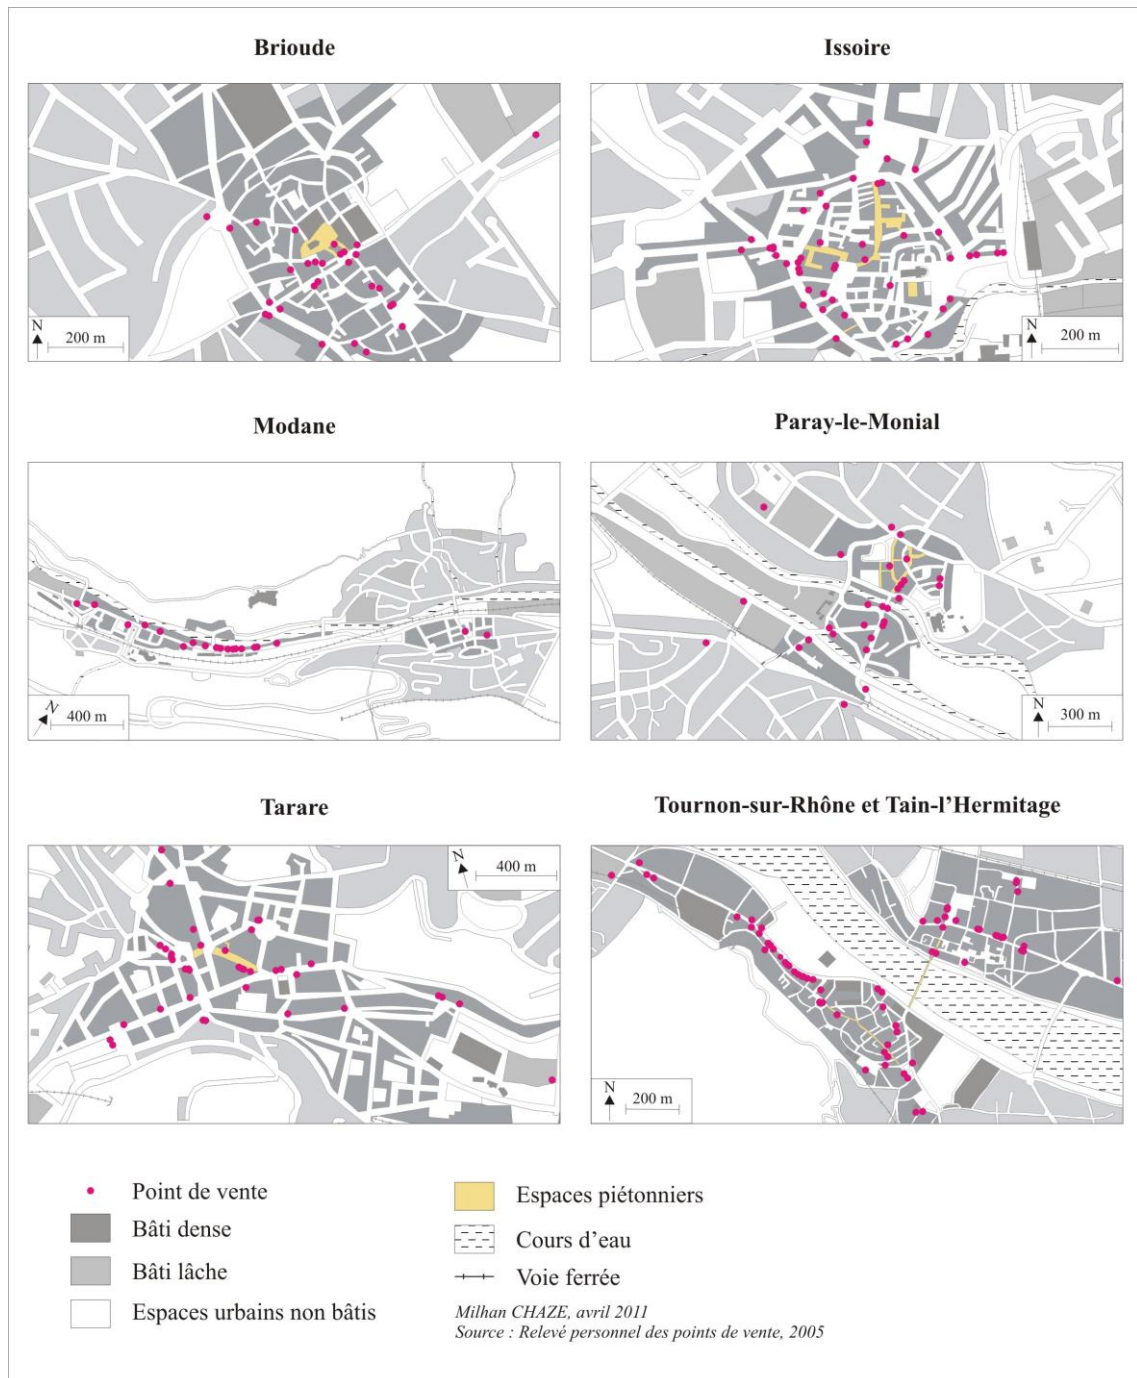 Brioude
Issoire
N
200 m
N
200 m
Modane
Paray-le-Monial
N
400 m
N
300 m
Tarare
Tournon-sur-Rhône et Tain-l’Hermitage
N
400 m
N
200 m
Point de vente
Bâti dense
Bâti lâche
Espaces urbains non bâtis
Espaces piétonniers
Cours d’eau
Voie ferrée
Milhan CHAZE, avril 2011
Source : Relevé personnel des points de vente, 2005